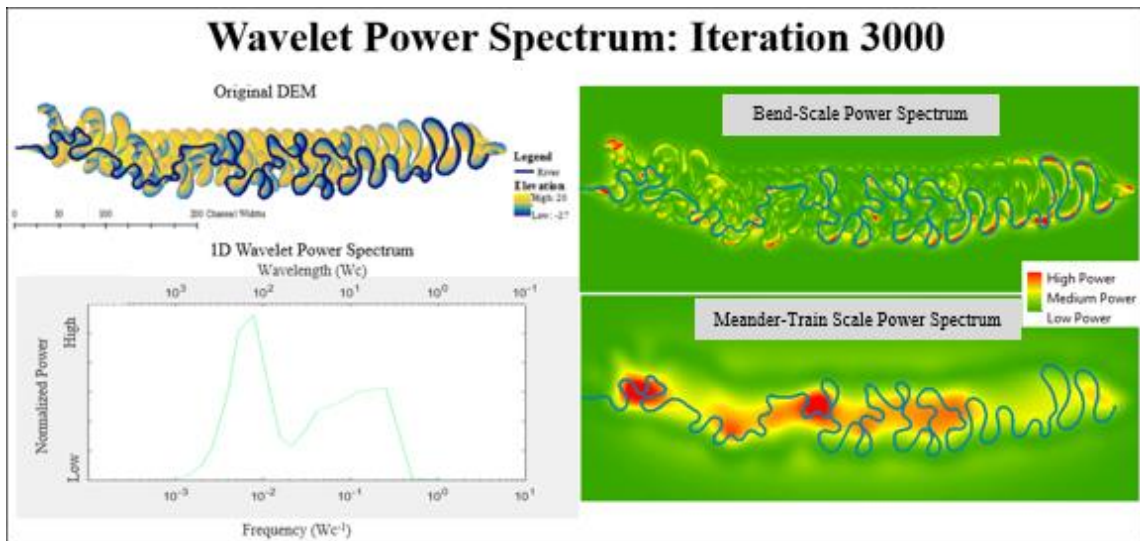 Wavelet Power Spectrum: Iteration 3000
Original DEM
Legend
River
Elevation
High: 20
Low: -27
0 50 100 200 Channel Widths
1D Wavelet Power Spectrum
Wavelength (Wc)
10³ 10² 10¹ 10⁰ 10⁻¹
Normalized Power
High
Low
10⁻³ 10⁻² 10⁻¹ 10⁰ 10¹
Frequency (Wc⁻¹)
Bend-Scale Power Spectrum
High Power
Medium Power
Low Power
Meander-Train Scale Power Spectrum